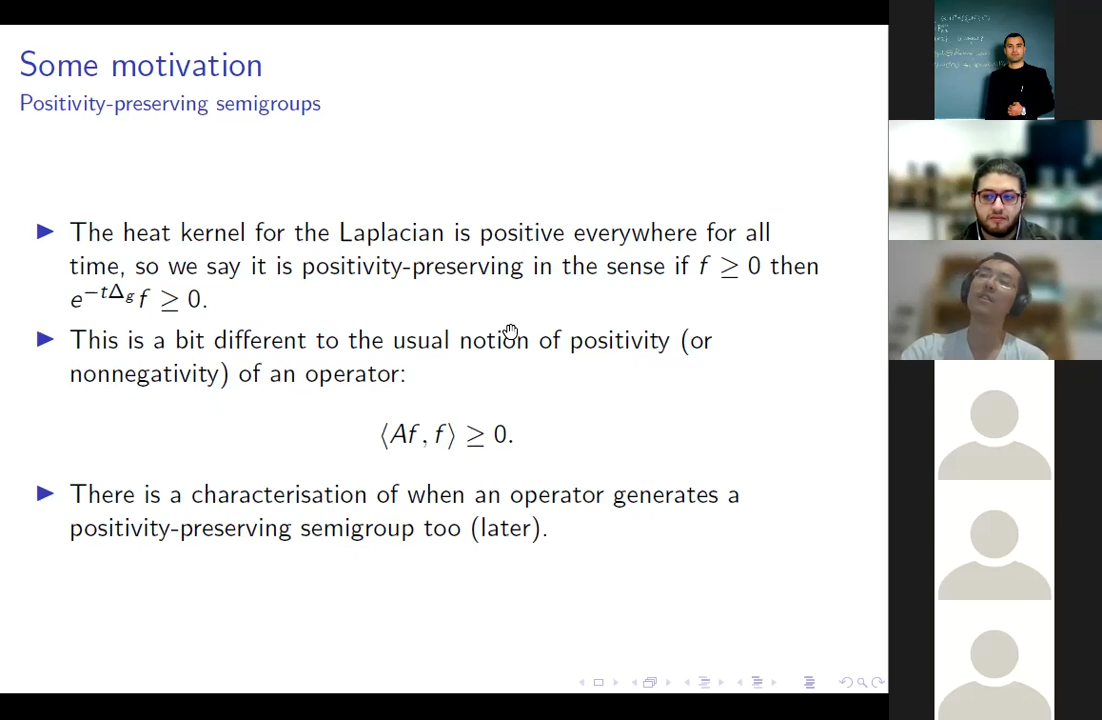 Some motivation
Positivity-preserving semigroups
The heat kernel for the Laplacian is positive everywhere for all
time, so we say it is positivity-preserving in the sense if f ≥ 0 then
e^{-tΔ_g} f ≥ 0.
This is a bit different to the usual notion of positivity (or
nonnegativity) of an operator:
⟨Af, f⟩ ≥ 0.
There is a characterisation of when an operator generates a
positivity-preserving semigroup too (later).